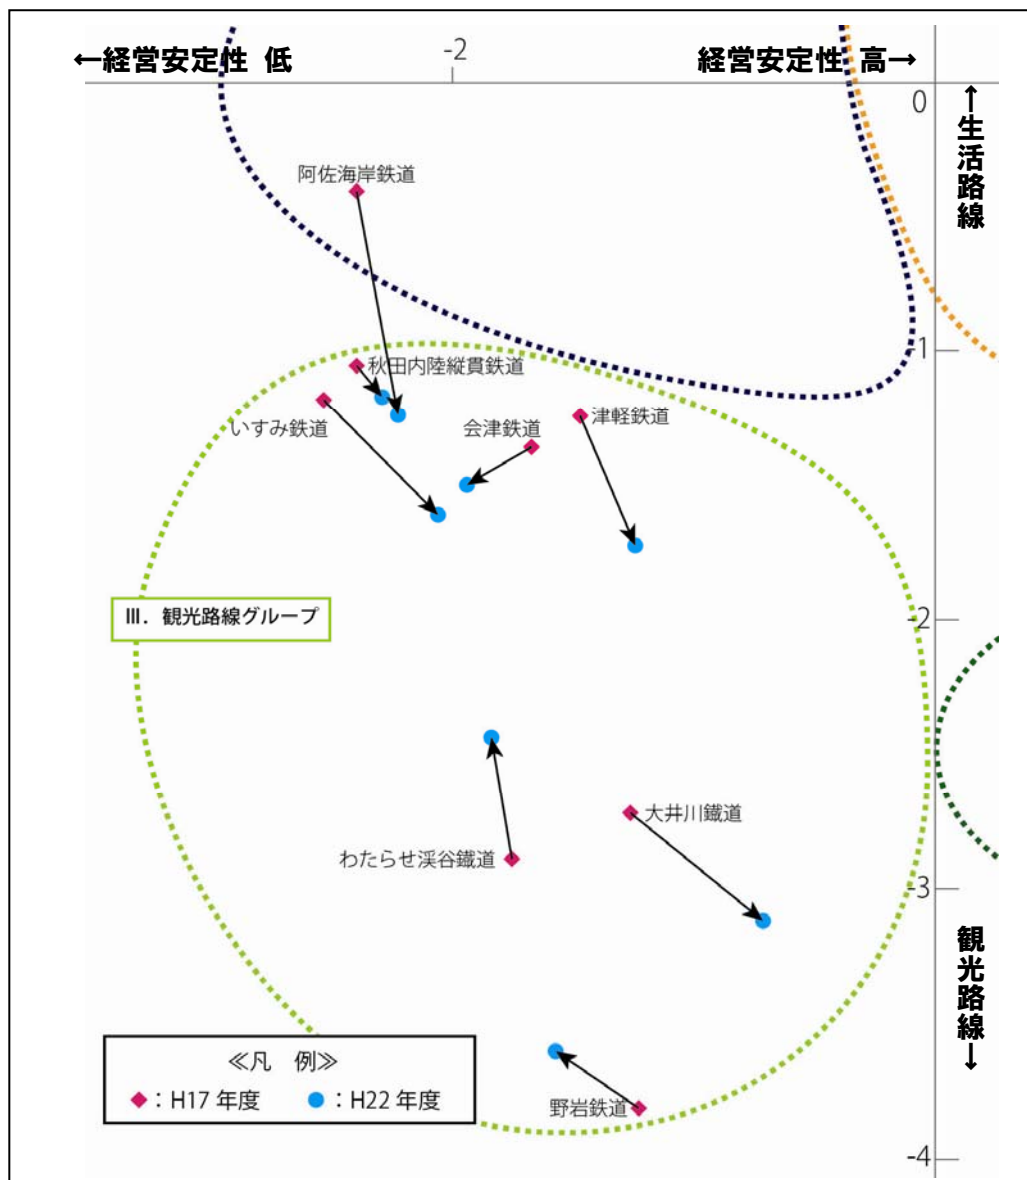 ←経営安定性 低
-2
経営安定性 高→
0
←生活路線
阿佐海岸鉄道
-1
秋田内陸縦貫鉄道
いすみ鉄道
会津鉄道
津軽鉄道
Ⅲ．観光路線グループ
-2
大井川鐵道
わたらせ渓谷鐵道
-3
観光路線→
≪凡 例≫
◆：H17 年度 ●：H22 年度
野岩鉄道
-4